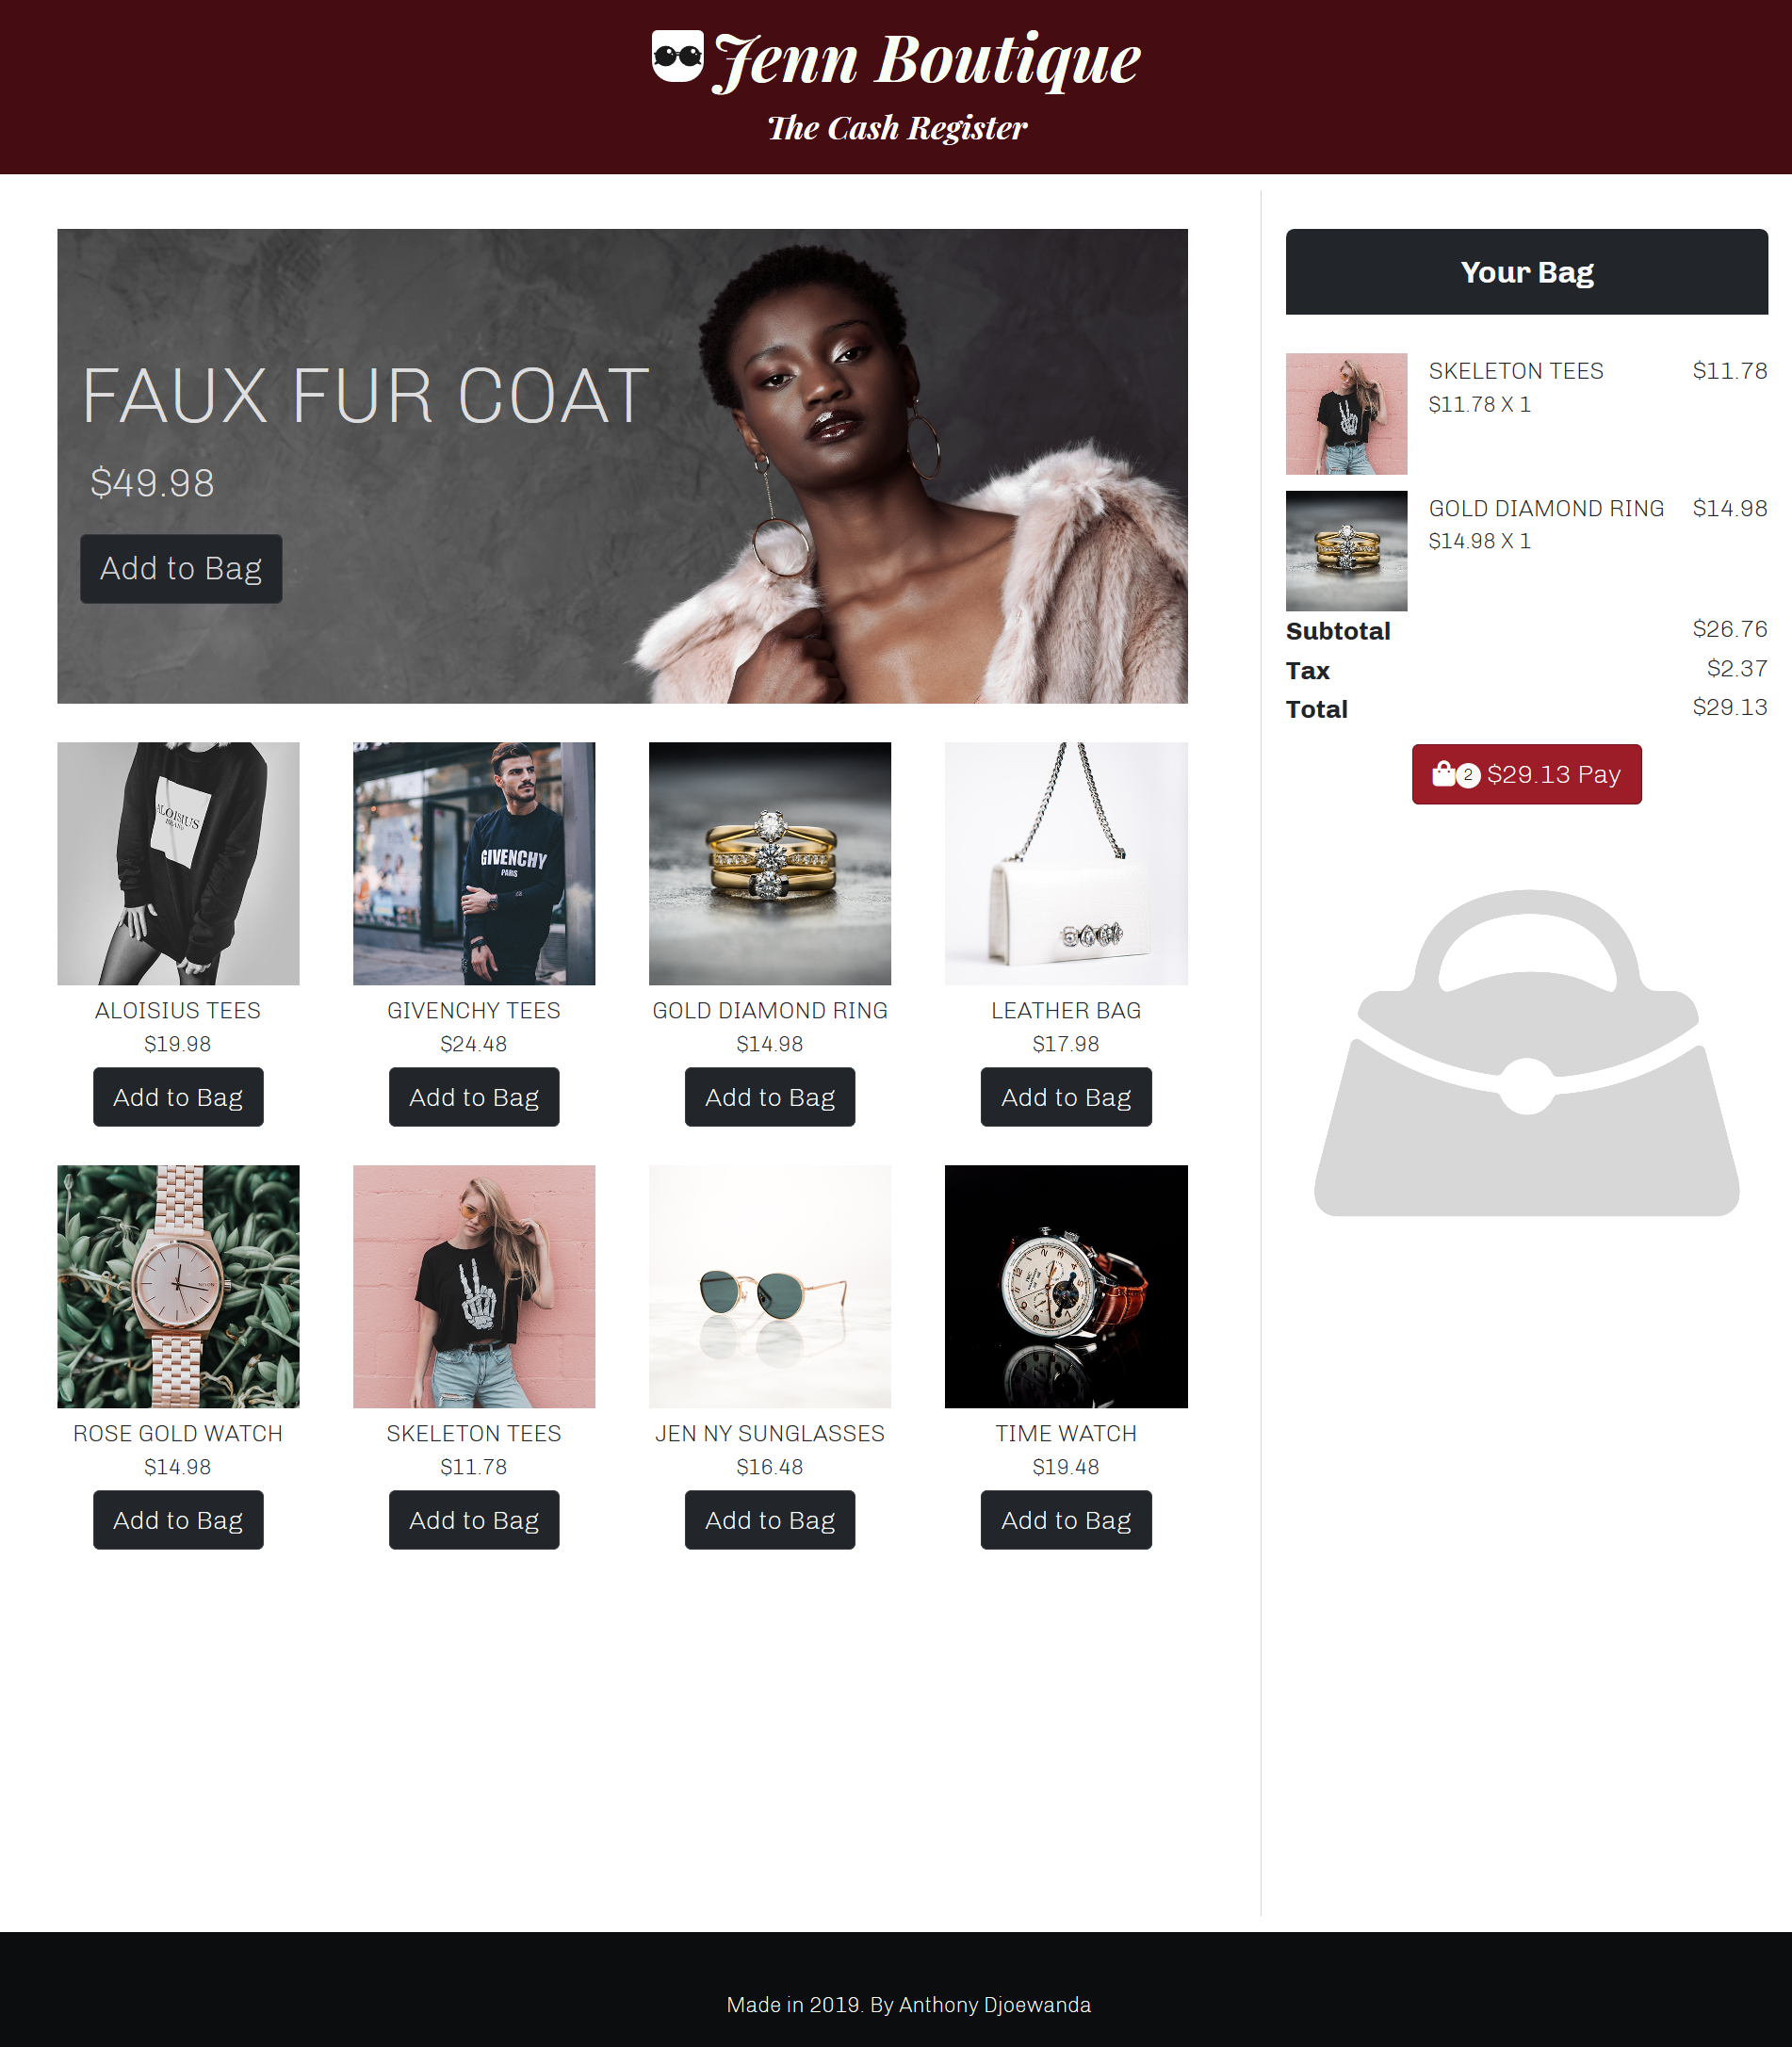 Jenn Boutique
The Cash Register
FAUX FUR COAT
$49.98
Add to Bag
ALOISIUS
GIVENCHY
PARIS
ALOISIUS TEES
$19.98
Add to Bag
GIVENCHY TEES
$24.48
Add to Bag
GOLD DIAMOND RING
$14.98
Add to Bag
LEATHER BAG
$17.98
Add to Bag
ROSE GOLD WATCH
$14.98
Add to Bag
SKELETON TEES
$11.78
Add to Bag
JEN NY SUNGLASSES
$16.48
Add to Bag
TIME WATCH
$19.48
Add to Bag
Your Bag
SKELETON TEES $11.78
$11.78 X 1
GOLD DIAMOND RING $14.98
$14.98 X 1
Subtotal $26.76
Tax $2.37
Total $29.13
2 $29.13 Pay
Made in 2019. By Anthony Djoewanda